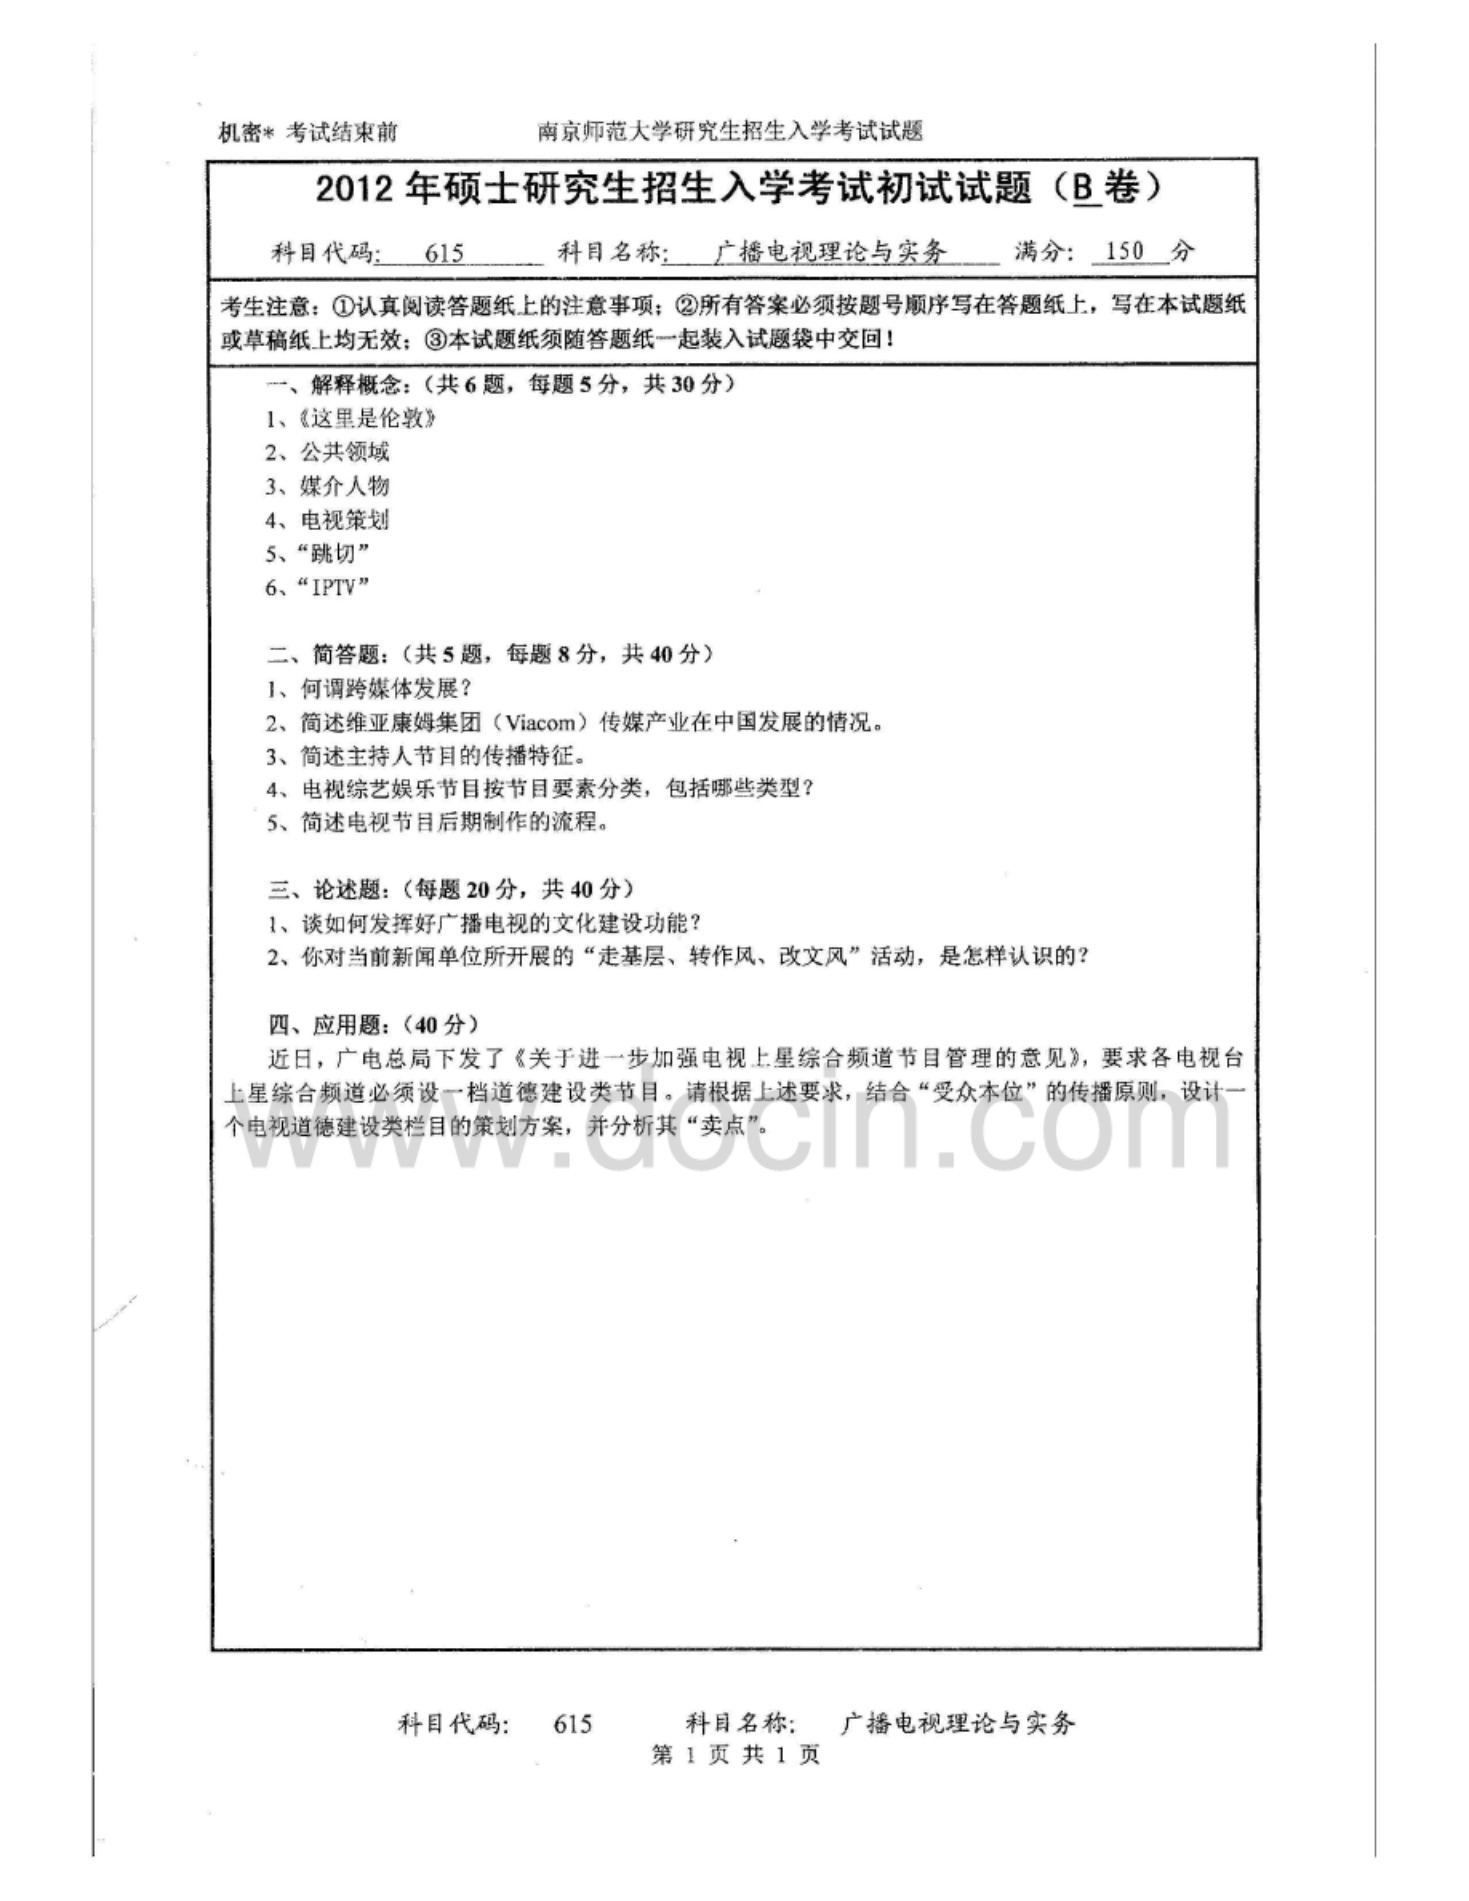 机密* 考试结束前 南京师范大学研究生招生入学考试试题
2012 年硕士研究生招生入学考试初试试题（B 卷）
科目代码: 615 科目名称: 广播电视理论与实务 满分: 150 分
考生注意：①认真阅读答题纸上的注意事项；②所有答案必须按题号顺序写在答题纸上，写在本试题纸
或草稿纸上均无效；③本试题纸须随答题纸一起装入试题袋中交回！
一、解释概念:（共 6 题，每题 5 分，共 30 分）
1、《这里是伦敦》
2、公共领域
3、媒介人物
4、电视策划
5、“跳切”
6、“IPTV”
二、简答题:（共 5 题，每题 8 分，共 40 分）
1、何谓跨媒体发展？
2、简述维亚康姆集团（Viacom）传媒产业在中国发展的情况。
3、简述主持人节目的传播特征。
4、电视综艺娱乐节目按节目要素分类，包括哪些类型？
5、简述电视节目后期制作的流程。
三、论述题:（每题 20 分，共 40 分）
1、谈如何发挥好广播电视的文化建设功能？
2、你对当前新闻单位所开展的“走基层、转作风、改文风”活动，是怎样认识的？
四、应用题:（40 分）
近日，广电总局下发了《关于进一步加强电视上星综合频道节目管理的意见》，要求各电视台
上星综合频道必须设一档道德建设类节目。请根据上述要求，结合“受众本位”的传播原则，设计一
个电视道德建设类栏目的策划方案，并分析其“卖点”。
www.docin.com
科目代码: 615 科目名称: 广播电视理论与实务
第 1 页 共 1 页